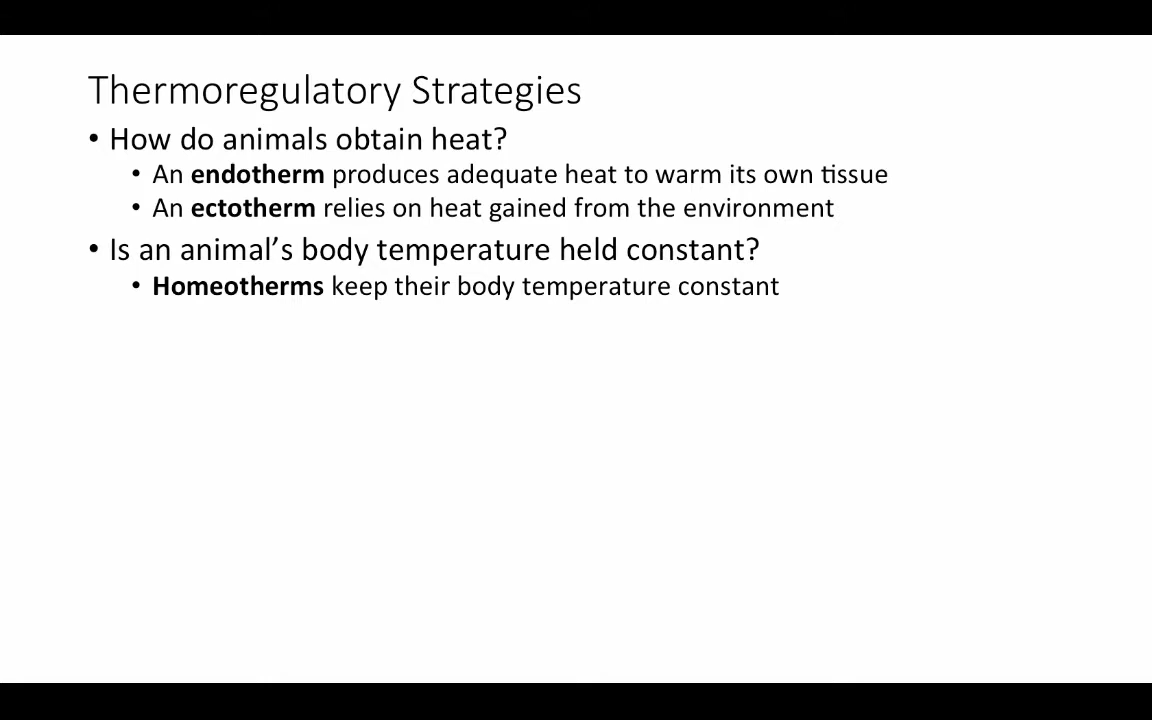 Thermoregulatory Strategies
• How do animals obtain heat?
• An endotherm produces adequate heat to warm its own tissue
• An ectotherm relies on heat gained from the environment
• Is an animal’s body temperature held constant?
• Homeotherms keep their body temperature constant